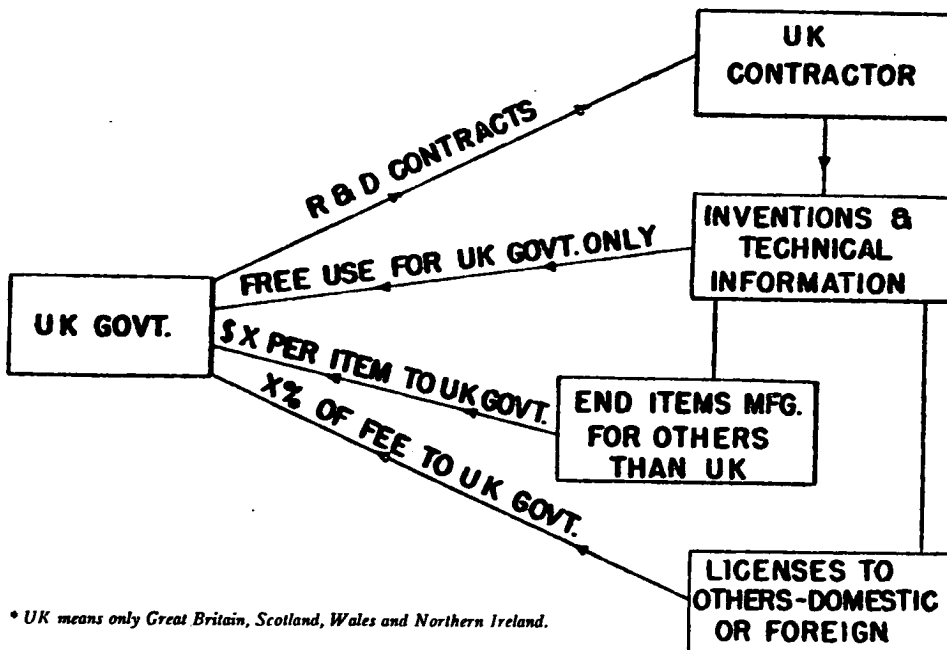 UK
CONTRACTOR
R & D CONTRACTS
INVENTIONS &
TECHNICAL
INFORMATION
FREE USE FOR UK GOVT. ONLY
UK GOVT.
$ X PER ITEM TO UK GOVT.
X% OF FEE TO UK GOVT.
END ITEMS MFG.
FOR OTHERS
THAN UK
LICENSES TO
OTHERS-DOMESTIC
OR FOREIGN
* UK means only Great Britain, Scotland, Wales and Northern Ireland.